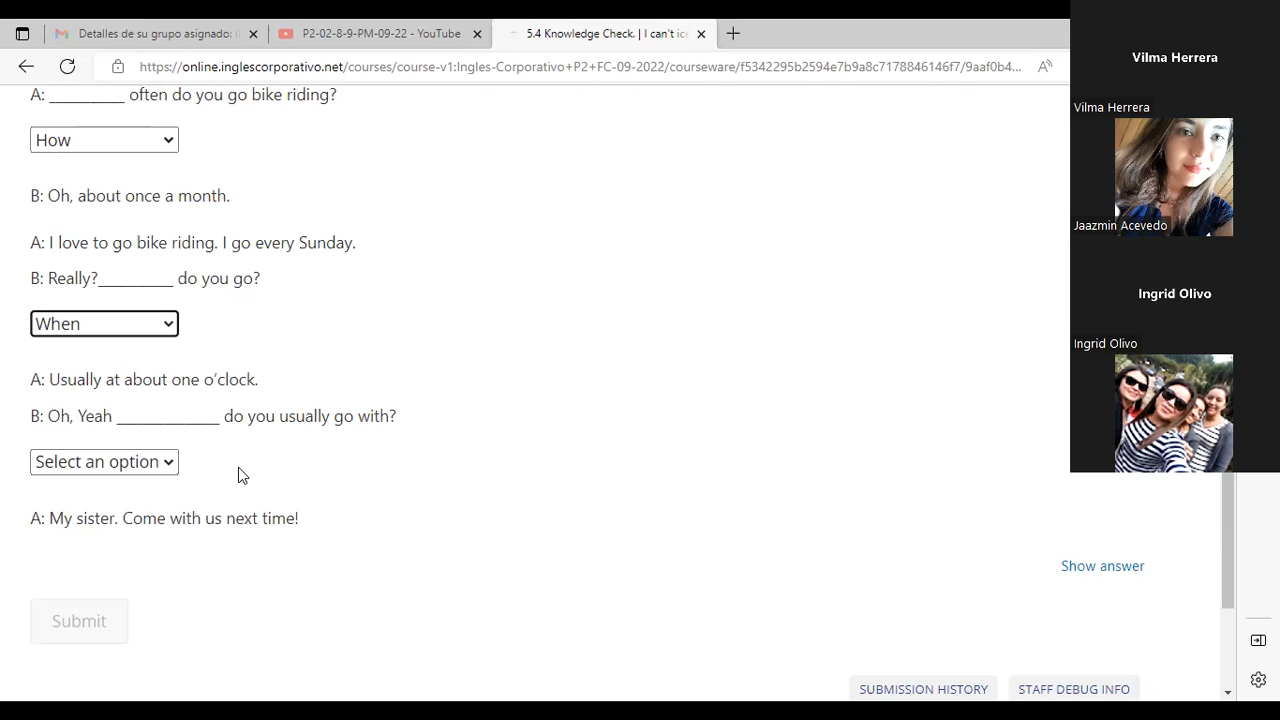 Detalles de su grupo asignado: I
P2-02-8-9-PM-09-22 - YouTube
5.4 Knowledge Check. | I can't ice
https://online.inglescorporativo.net/courses/course-v1:Ingles-Corporativo+P2+FC-09-2022/courseware/f5342295b2594e7b9a8c7178846146f7/9aaf0b4...
A: __________ often do you go bike riding?
How
B: Oh, about once a month.
A: I love to go bike riding. I go every Sunday.
B: Really?__________ do you go?
When
A: Usually at about one o’clock.
B: Oh, Yeah ______________ do you usually go with?
Select an option
A: My sister. Come with us next time!
Show answer
Submit
SUBMISSION HISTORY
STAFF DEBUG INFO
Vilma Herrera
Vilma Herrera
Jaazmin Acevedo
Ingrid Olivo
Ingrid Olivo